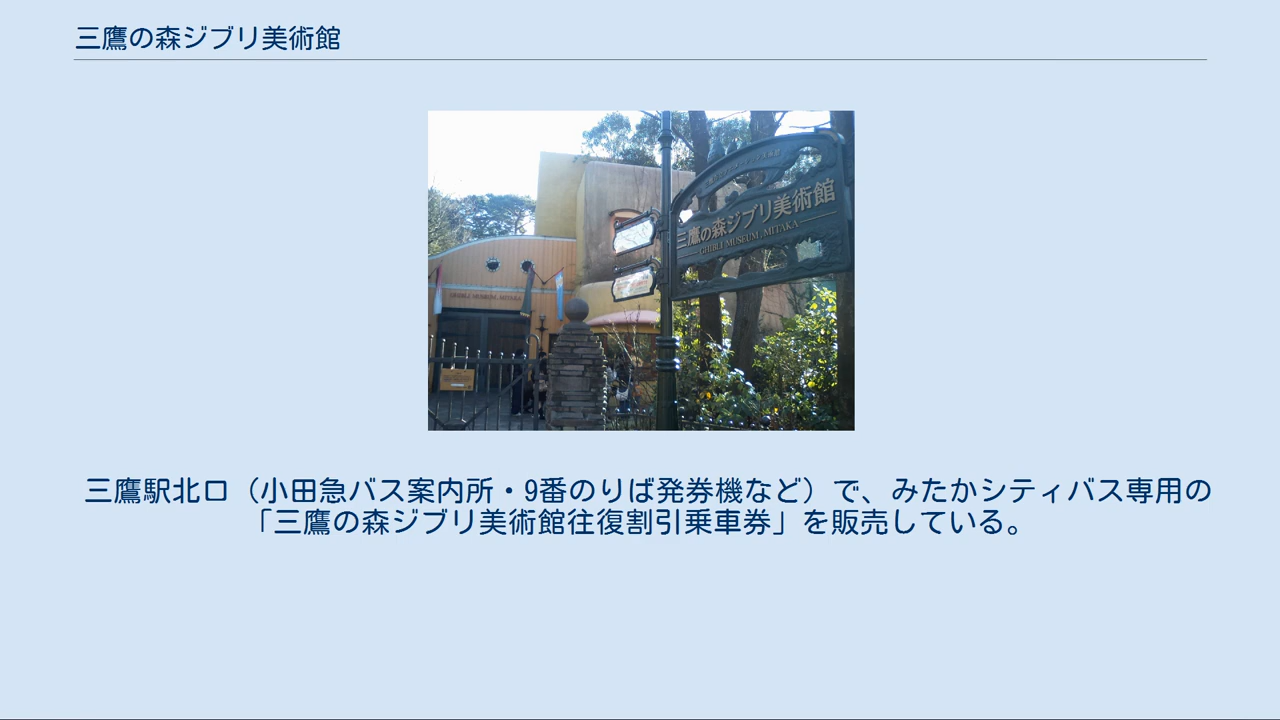 三鷹の森ジブリ美術館
三鷹の森ジブリ美術館
GHIBLI MUSEUM, MITAKA
GHIBLI MUSEUM, MITAKA
三鷹駅北口（小田急バス案内所・9番のりば発券機など）で、みたかシティバス専用の
「三鷹の森ジブリ美術館往復割引乗車券」を販売している。